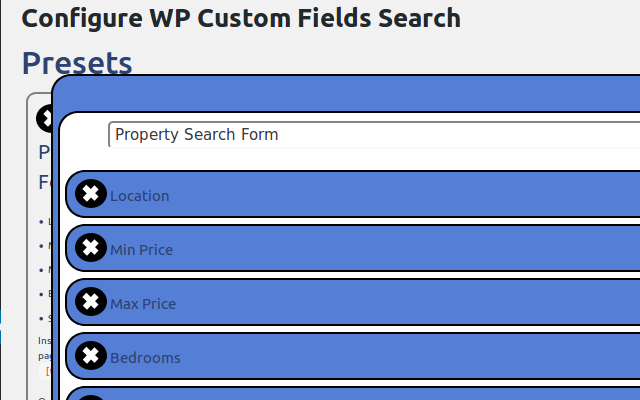 Configure WP Custom Fields Search
Presets
Property Search Form
Location
Min Price
Max Price
Bedrooms